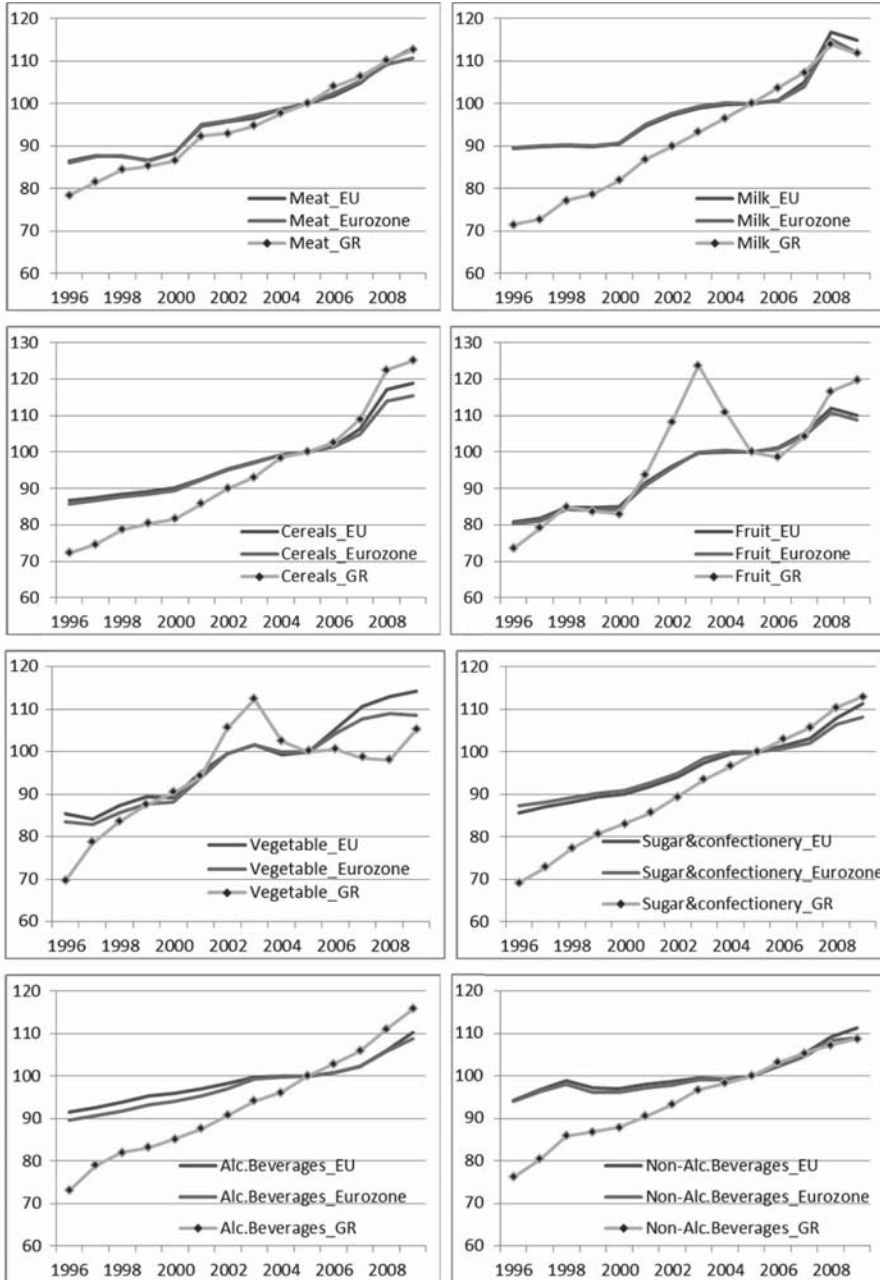 120
110
100
90
80
70
60
1996 1998 2000 2002 2004 2006 2008
Meat_EU
Meat_Eurozone
Meat_GR
120
110
100
90
80
70
60
1996 1998 2000 2002 2004 2006 2008
Milk_EU
Milk_Eurozone
Milk_GR
130
120
110
100
90
80
70
60
1996 1998 2000 2002 2004 2006 2008
Cereals_EU
Cereals_Eurozone
Cereals_GR
130
120
110
100
90
80
70
60
1996 1998 2000 2002 2004 2006 2008
Fruit_EU
Fruit_Eurozone
Fruit_GR
120
110
100
90
80
70
60
1996 1998 2000 2002 2004 2006 2008
Vegetable_EU
Vegetable_Eurozone
Vegetable_GR
120
110
100
90
80
70
60
1996 1998 2000 2002 2004 2006 2008
Sugar&confectionery_EU
Sugar&confectionery_Eurozone
Sugar&confectionery_GR
120
110
100
90
80
70
60
1996 1998 2000 2002 2004 2006 2008
Alc.Beverages_EU
Alc.Beverages_Eurozone
Alc.Beverages_GR
120
110
100
90
80
70
60
1996 1998 2000 2002 2004 2006 2008
Non-Alc.Beverages_EU
Non-Alc.Beverages_Eurozone
Non-Alc.Beverages_GR